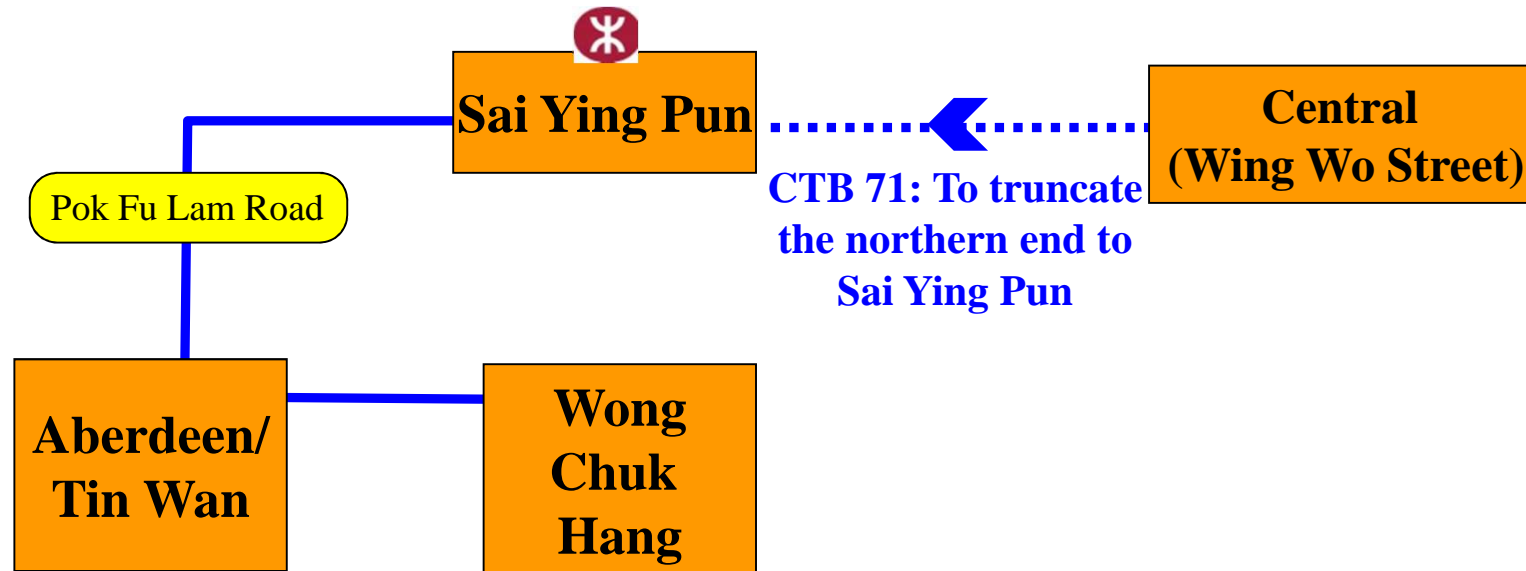 Sai Ying Pun
Central
(Wing Wo Street)
CTB 71: To truncate
the northern end to
Sai Ying Pun
Pok Fu Lam Road
Aberdeen/
Tin Wan
Wong
Chuk
Hang